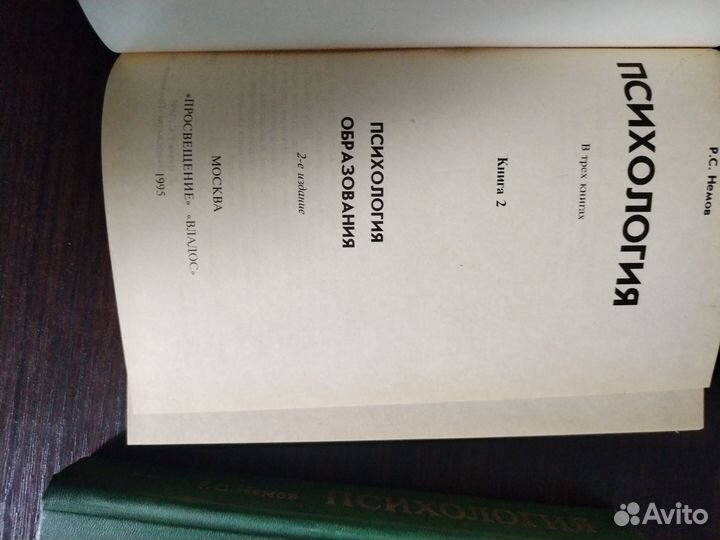 Р.С. Немов
ПСИХОЛОГИЯ
В трех книгах
Книга 2
ПСИХОЛОГИЯ
ОБРАЗОВАНИЯ
2-е издание
МОСКВА
«ПРОСВЕЩЕНИЕ» «ВЛАДОС»
1995
Р.С. Немов ПСИХОЛОГИЯ
Avito